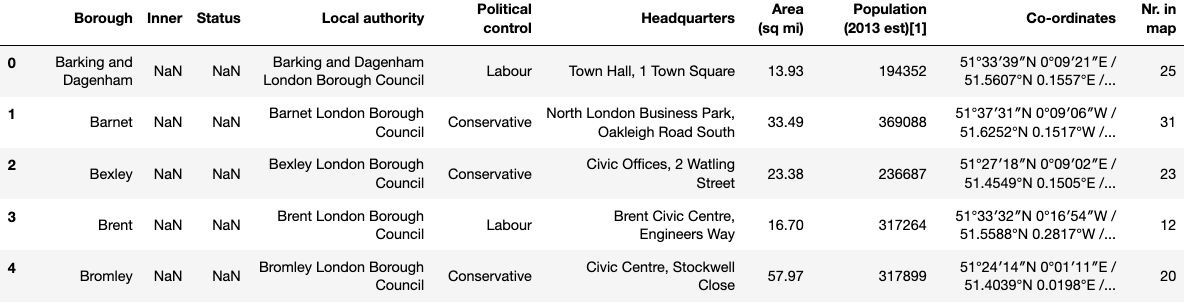 Borough Inner Status Local authority Political control Headquarters Area (sq mi) Population (2013 est)[1] Co-ordinates Nr. in map
0 Barking and Dagenham NaN NaN Barking and Dagenham London Borough Council Labour Town Hall, 1 Town Square 13.93 194352 51°33′39″N 0°09′21″E / 51.5607°N 0.1557°E /... 25
1 Barnet NaN NaN Barnet London Borough Council Conservative North London Business Park, Oakleigh Road South 33.49 369088 51°37′31″N 0°09′06″W / 51.6252°N 0.1517°W /... 31
2 Bexley NaN NaN Bexley London Borough Council Conservative Civic Offices, 2 Watling Street 23.38 236687 51°27′18″N 0°09′02″E / 51.4549°N 0.1505°E /... 23
3 Brent NaN NaN Brent London Borough Council Labour Brent Civic Centre, Engineers Way 16.70 317264 51°33′32″N 0°16′54″W / 51.5588°N 0.2817°W /... 12
4 Bromley NaN NaN Bromley London Borough Council Conservative Civic Centre, Stockwell Close 57.97 317899 51°24′14″N 0°01′11″E / 51.4039°N 0.0198°E /... 20